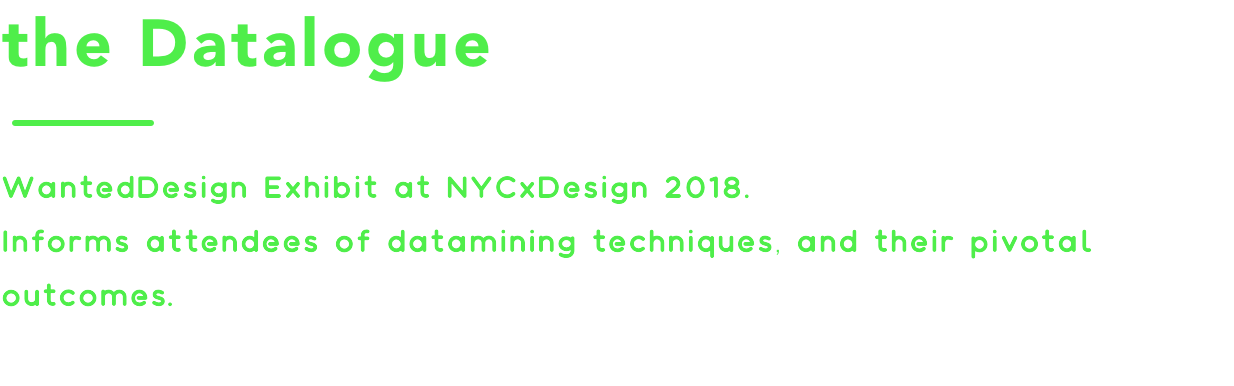 the Datalogue
WantedDesign Exhibit at NYCxDesign 2018.
Informs attendees of datamining techniques, and their pivotal
outcomes.